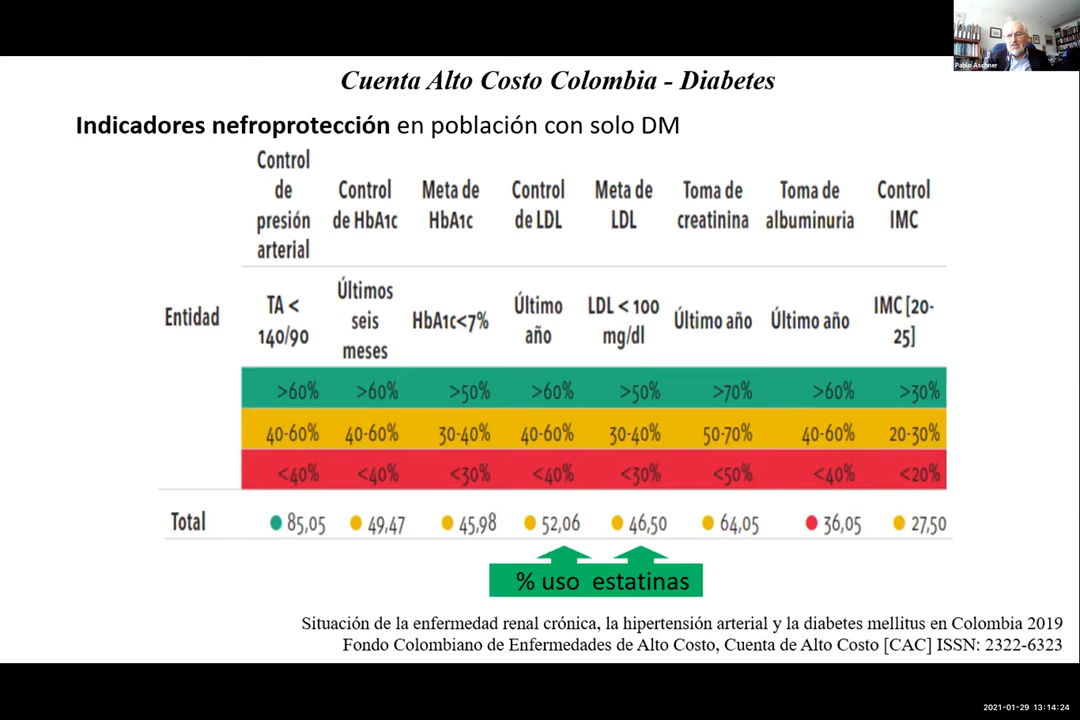 Pablo Aschner
Cuenta Alto Costo Colombia - Diabetes
Indicadores nefroprotección en población con solo DM
Control de presión arterial
Control de HbA1c
Meta de HbA1c
Control de LDL
Meta de LDL
Toma de creatinina
Toma de albuminuria
Control IMC
Entidad
TA < 140/90
Últimos seis meses
HbA1c<7%
Último año
LDL < 100 mg/dl
Último año
Último año
IMC [20-25]
>60% >60% >50% >60% >50% >70% >60% >30%
40-60% 40-60% 30-40% 40-60% 30-40% 50-70% 40-60% 20-30%
<40% <40% <30% <40% <30% <50% <40% <20%
Total 85,05 49,47 45,98 52,06 46,50 64,05 36,05 27,50
% uso estatinas
Situación de la enfermedad renal crónica, la hipertensión arterial y la diabetes mellitus en Colombia 2019
Fondo Colombiano de Enfermedades de Alto Costo, Cuenta de Alto Costo [CAC] ISSN: 2322-6323
2021-01-29 13:14:24